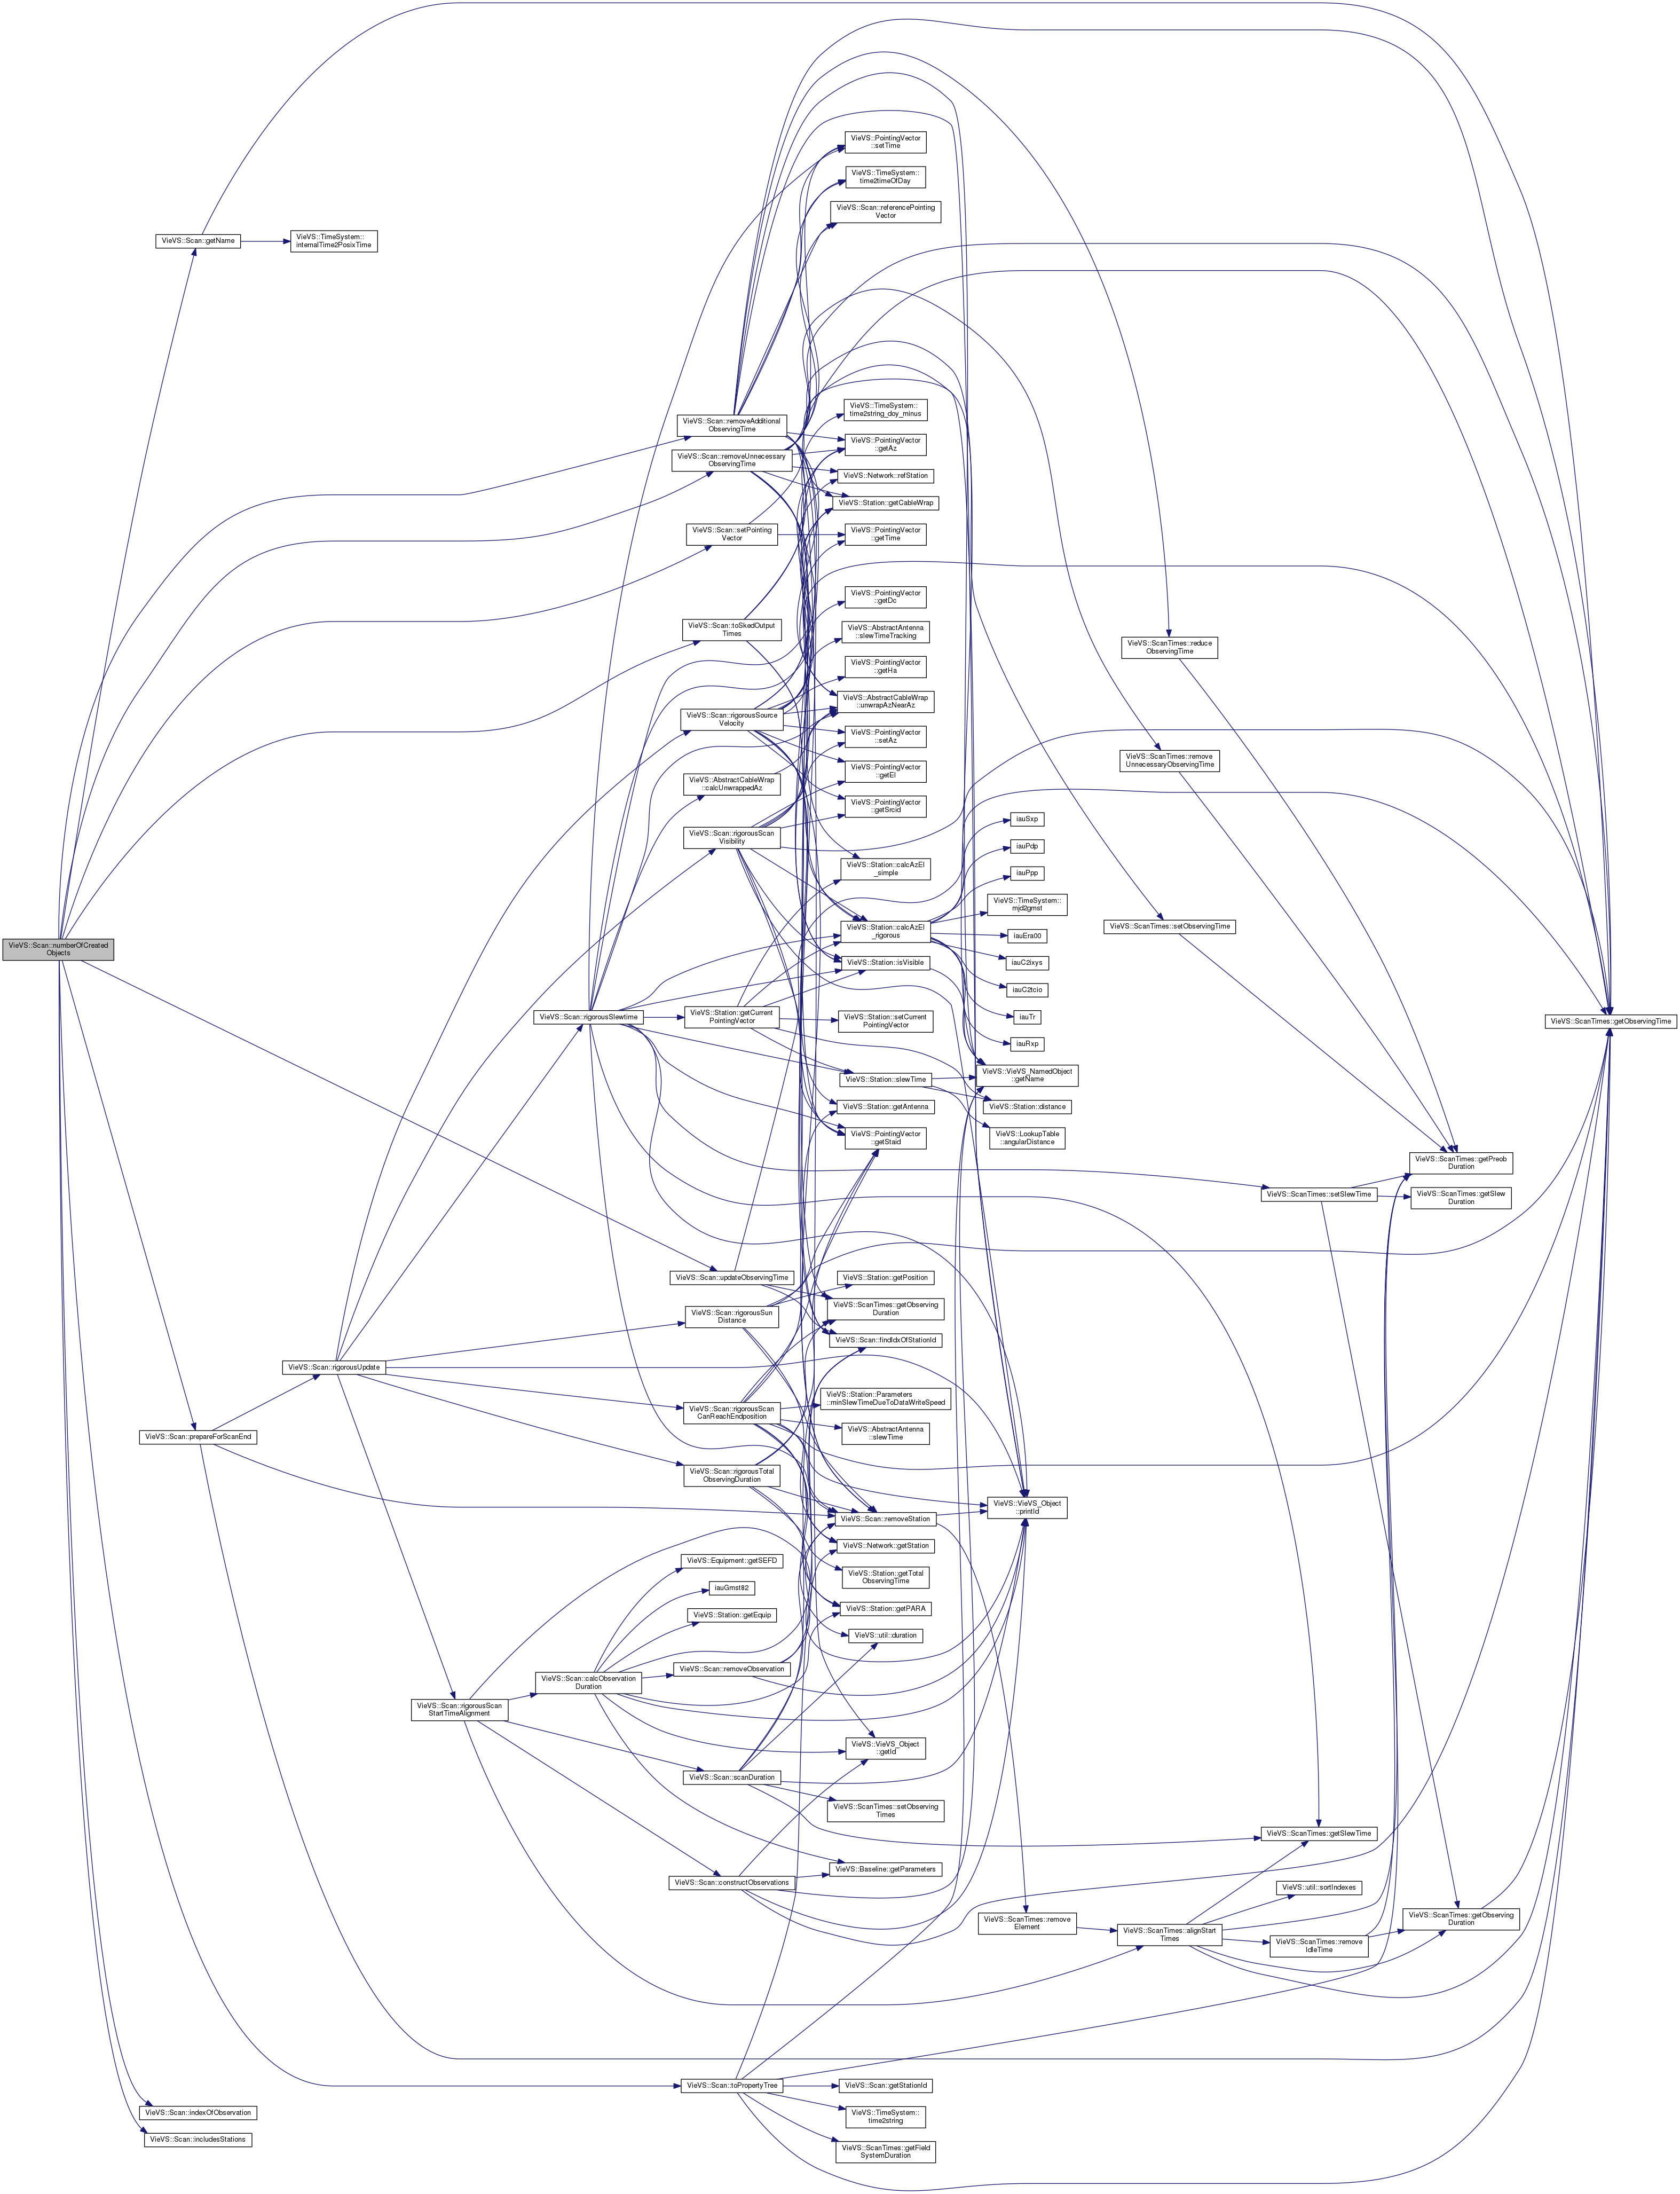 VieVS::Scan::numberOfCreated
Objects
VieVS::Scan::getName
VieVS::TimeSystem::
internalTime2PosixTime
VieVS::Scan::prepareForScanEnd
VieVS::Scan::indexOfObservation
VieVS::Scan::includesStations
VieVS::Scan::rigorousUpdate
VieVS::Scan::rigorousScan
StartTimeAlignment
VieVS::Scan::rigorousSlewtime
VieVS::Scan::calcObservation
Duration
VieVS::Scan::removeAdditional
ObservingTime
VieVS::Scan::removeUnnecessary
ObservingTime
VieVS::Scan::setPointing
Vector
VieVS::Scan::toSkedOutput
Times
VieVS::Scan::rigorousSource
Velocity
VieVS::AbstractCableWrap
::calcUnwrappedAz
VieVS::Scan::rigorousScan
Visibility
VieVS::Station::getCurrent
PointingVector
VieVS::Scan::updateObservingTime
VieVS::Scan::rigorousSun
Distance
VieVS::Scan::rigorousScan
CanReachEndposition
VieVS::Scan::rigorousTotal
ObservingDuration
VieVS::Equipment::getSEFD
iauGmst82
VieVS::Station::getEquip
VieVS::Scan::removeObservation
VieVS::Scan::scanDuration
VieVS::Scan::constructObservations
VieVS::Scan::toPropertyTree
VieVS::PointingVector
::setTime
VieVS::TimeSystem::
time2timeOfDay
VieVS::Scan::referencePointing
Vector
VieVS::TimeSystem::
time2string_doy_minus
VieVS::PointingVector
::getAz
VieVS::Network::refStation
VieVS::Station::getCableWrap
VieVS::PointingVector
::getTime
VieVS::PointingVector
::getDc
VieVS::AbstractAntenna
::slewTimeTracking
VieVS::PointingVector
::getHa
VieVS::AbstractCableWrap
::unwrapAzNearAz
VieVS::PointingVector
::setAz
VieVS::PointingVector
::getEl
VieVS::PointingVector
::getSrcid
VieVS::Station::calcAzEl
_simple
VieVS::Station::calcAzEl
_rigorous
VieVS::Station::isVisible
VieVS::Station::setCurrent
PointingVector
VieVS::Station::slewTime
VieVS::Station::getAntenna
VieVS::PointingVector
::getStaid
VieVS::Station::getPosition
VieVS::ScanTimes::getObserving
Duration
VieVS::Scan::findIdxOfStationId
VieVS::Station::Parameters
::minSlewTimeDueToDataWriteSpeed
VieVS::AbstractAntenna
::slewTime
VieVS::Scan::removeStation
VieVS::Network::getStation
VieVS::Station::getTotal
ObservingTime
VieVS::Station::getPARA
VieVS::util::duration
VieVS::VieVS_Object
::getId
VieVS::ScanTimes::setObserving
Times
VieVS::Baseline::getParameters
VieVS::Scan::getStationId
VieVS::TimeSystem::
time2string
VieVS::ScanTimes::getField
SystemDuration
iauSxp
iauPdp
iauPpp
VieVS::TimeSystem::
mjd2gmst
iauEra00
iauC2ixys
iauC2tcio
iauTr
iauRxp
VieVS::VieVS_NamedObject
::getName
VieVS::Station::distance
VieVS::LookupTable
::angularDistance
VieVS::VieVS_Object
::printId
VieVS::ScanTimes::remove
Element
VieVS::ScanTimes::reduce
ObservingTime
VieVS::ScanTimes::remove
UnnecessaryObservingTime
VieVS::ScanTimes::setObservingTime
VieVS::ScanTimes::alignStart
Times
VieVS::ScanTimes::setSlewTime
VieVS::ScanTimes::getSlewTime
VieVS::util::sortIndexes
VieVS::ScanTimes::remove
IdleTime
VieVS::ScanTimes::getPreob
Duration
VieVS::ScanTimes::getSlew
Duration
VieVS::ScanTimes::getObserving
Duration
VieVS::ScanTimes::getObservingTime